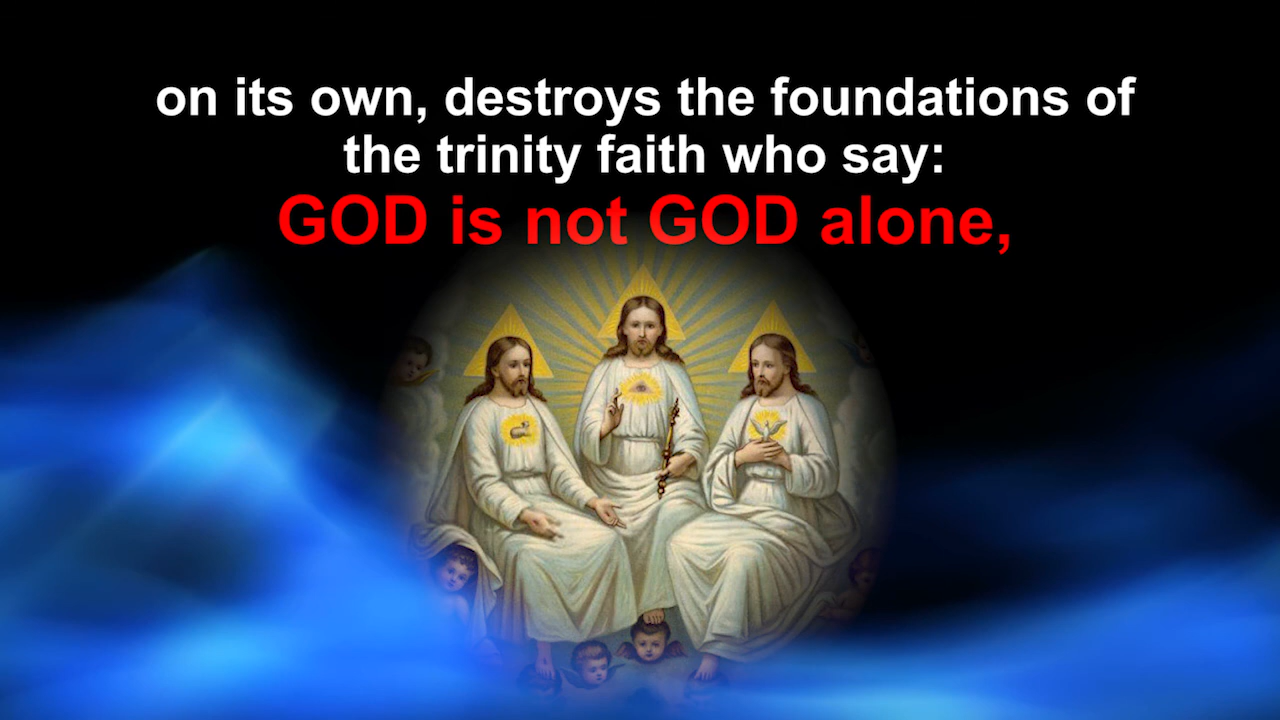 on its own, destroys the foundations of
the trinity faith who say:
GOD is not GOD alone,